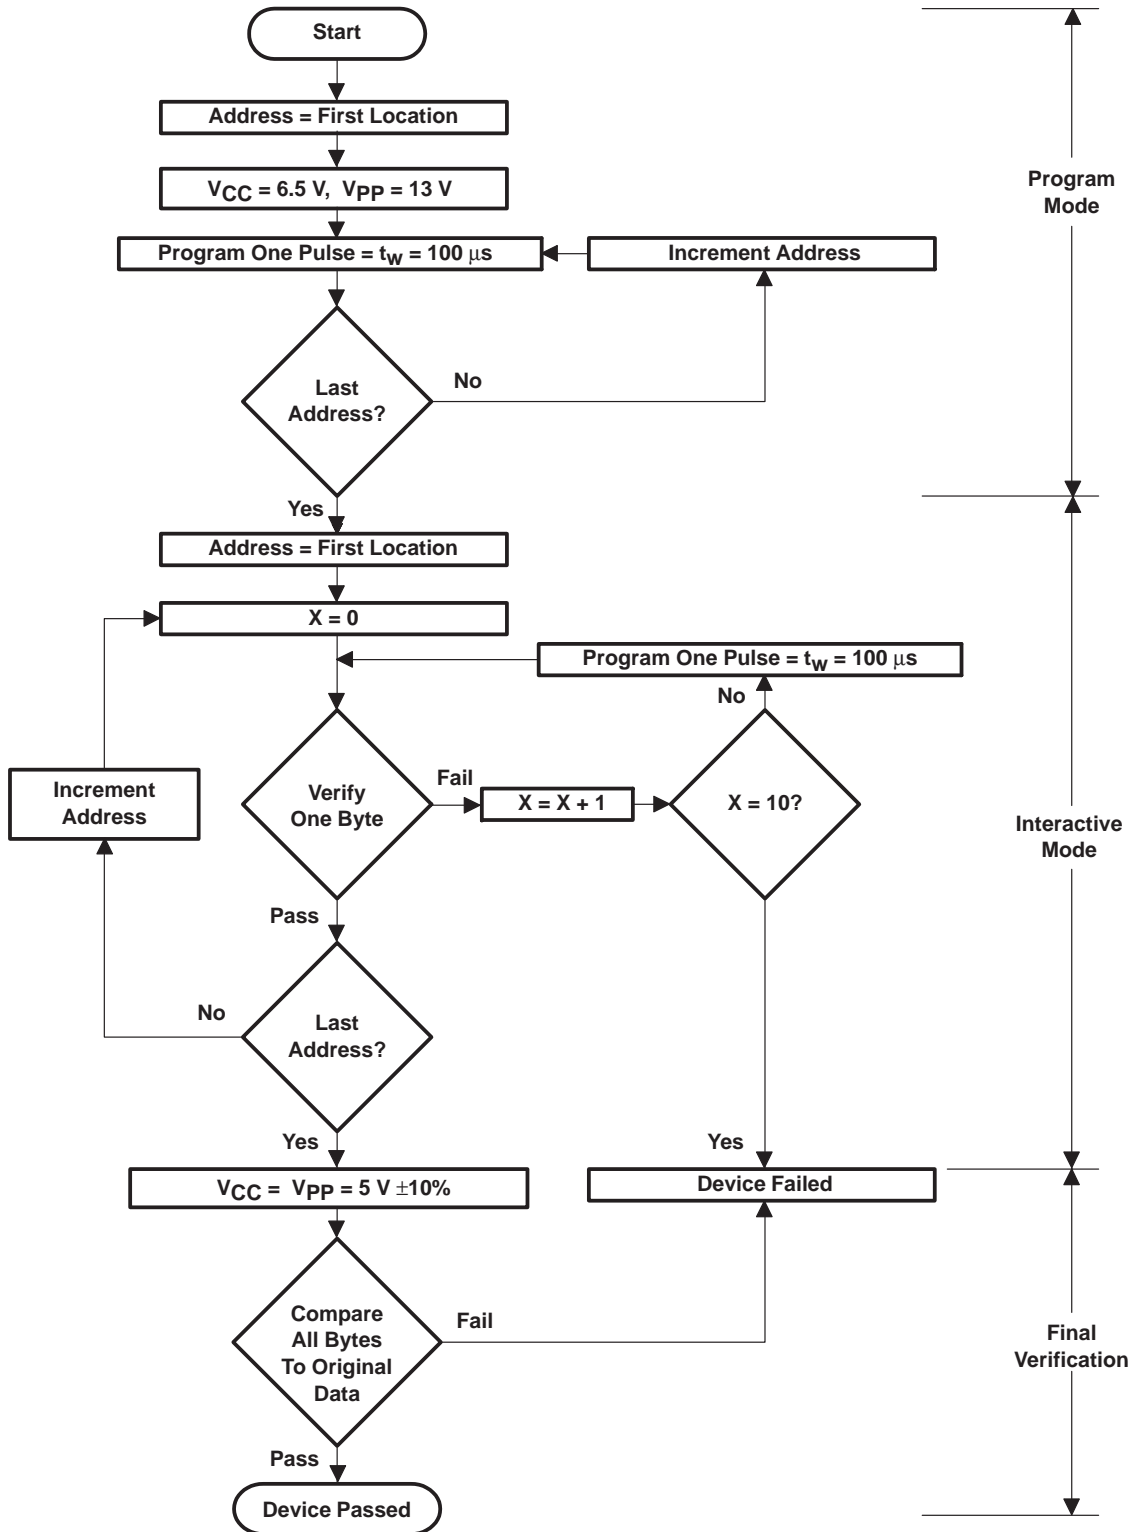 Start
Address = First Location
VCC = 6.5 V, VPP = 13 V
Program
Mode
Program One Pulse = tw = 100 μs
Increment Address
Last
Address?
No
Yes
Address = First Location
X = 0
Program One Pulse = tw = 100 μs
No
Increment
Address
Verify
One Byte
Fail
X = X + 1
X = 10?
Interactive
Mode
Pass
No
Last
Address?
Yes
Yes
VCC = VPP = 5 V ±10%
Device Failed
Compare
All Bytes
To Original
Data
Fail
Final
Verification
Pass
Device Passed